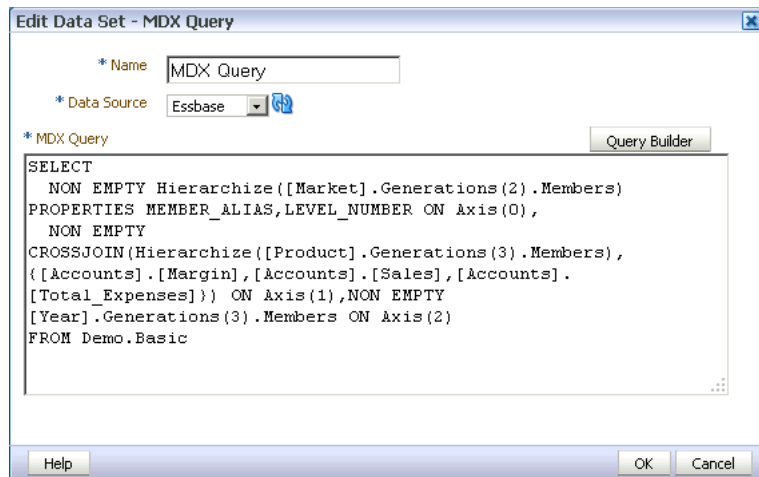 Edit Data Set - MDX Query
* Name MDX Query
* Data Source Essbase
* MDX Query Query Builder
SELECT
NON EMPTY Hierarchize([Market].Generations(2).Members)
PROPERTIES MEMBER_ALIAS,LEVEL_NUMBER ON Axis(0),
NON EMPTY
CROSSJOIN(Hierarchize([Product].Generations(3).Members),
{[Accounts].[Margin],[Accounts].[Sales],[Accounts].
[Total_Expenses]}) ON Axis(1),NON EMPTY
[Year].Generations(3).Members ON Axis(2)
FROM Demo.Basic
Help OK Cancel